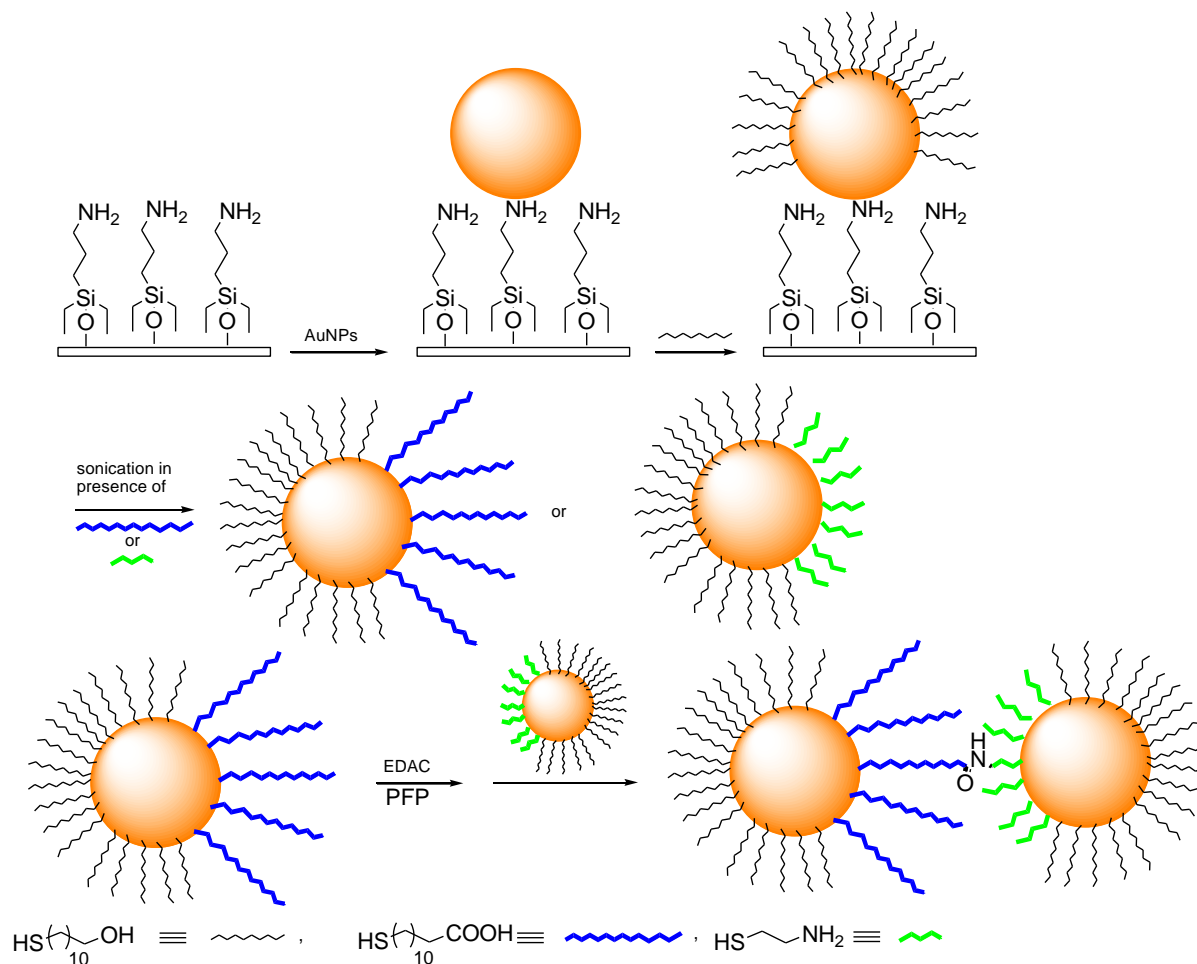 NH2 NH2 NH2 NH2 NH2 NH2 NH2 NH2 NH2
Si Si Si Si Si Si Si Si Si
O O O O O O O O O
AuNPs
sonication in
presence of
or
or
EDAC
PFP
H
N
O
HS( )10 OH ≡ , HS( )10 COOH ≡ , HS NH2 ≡